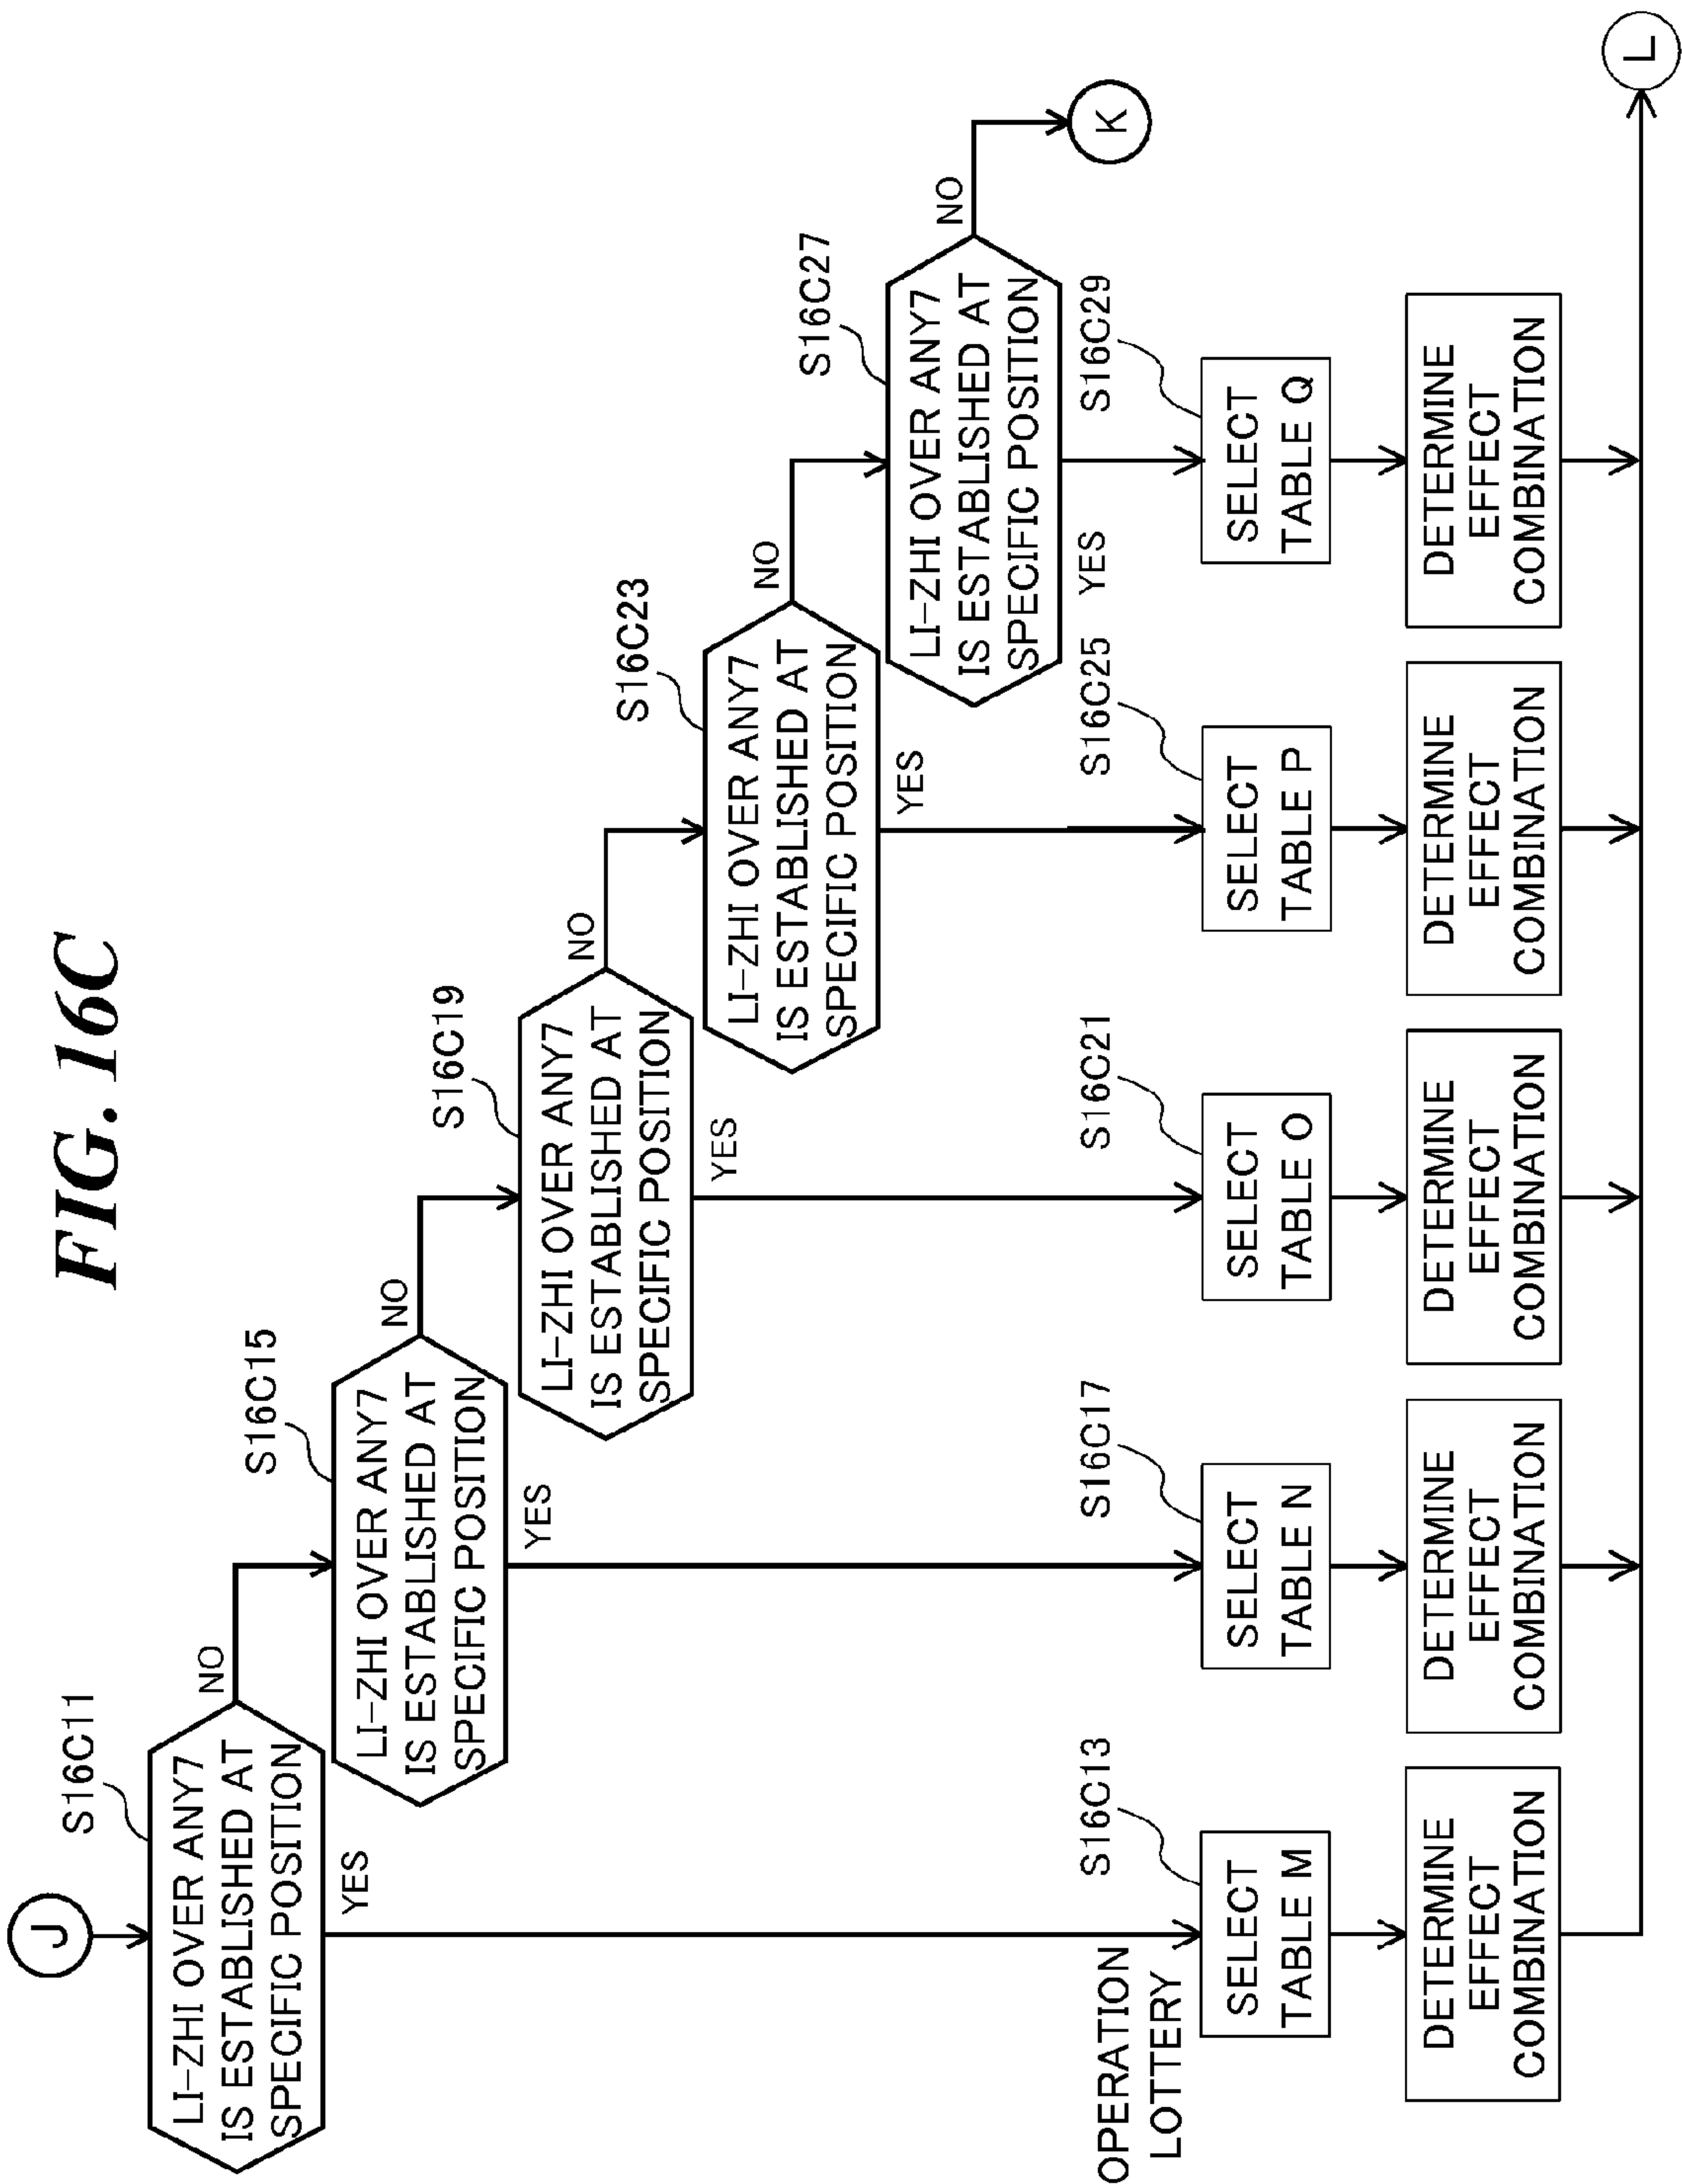 FIG. 16C
J
S16C11
LI-ZHI OVER ANY7
IS ESTABLISHED AT
SPECIFIC POSITION
NO
YES
S16C15
LI-ZHI OVER ANY7
IS ESTABLISHED AT
SPECIFIC POSITION
NO
YES
S16C19
LI-ZHI OVER ANY7
IS ESTABLISHED AT
SPECIFIC POSITION
NO
YES
S16C23
LI-ZHI OVER ANY7
IS ESTABLISHED AT
SPECIFIC POSITION
NO
YES
S16C27
LI-ZHI OVER ANY7
IS ESTABLISHED AT
SPECIFIC POSITION
NO
YES
K
OPERATION
LOTTERY
S16C13
SELECT
TABLE M
S16C17
SELECT
TABLE N
S16C21
SELECT
TABLE O
S16C25
SELECT
TABLE P
S16C29
SELECT
TABLE Q
DETERMINE
EFFECT
COMBINATION
DETERMINE
EFFECT
COMBINATION
DETERMINE
EFFECT
COMBINATION
DETERMINE
EFFECT
COMBINATION
DETERMINE
EFFECT
COMBINATION
L